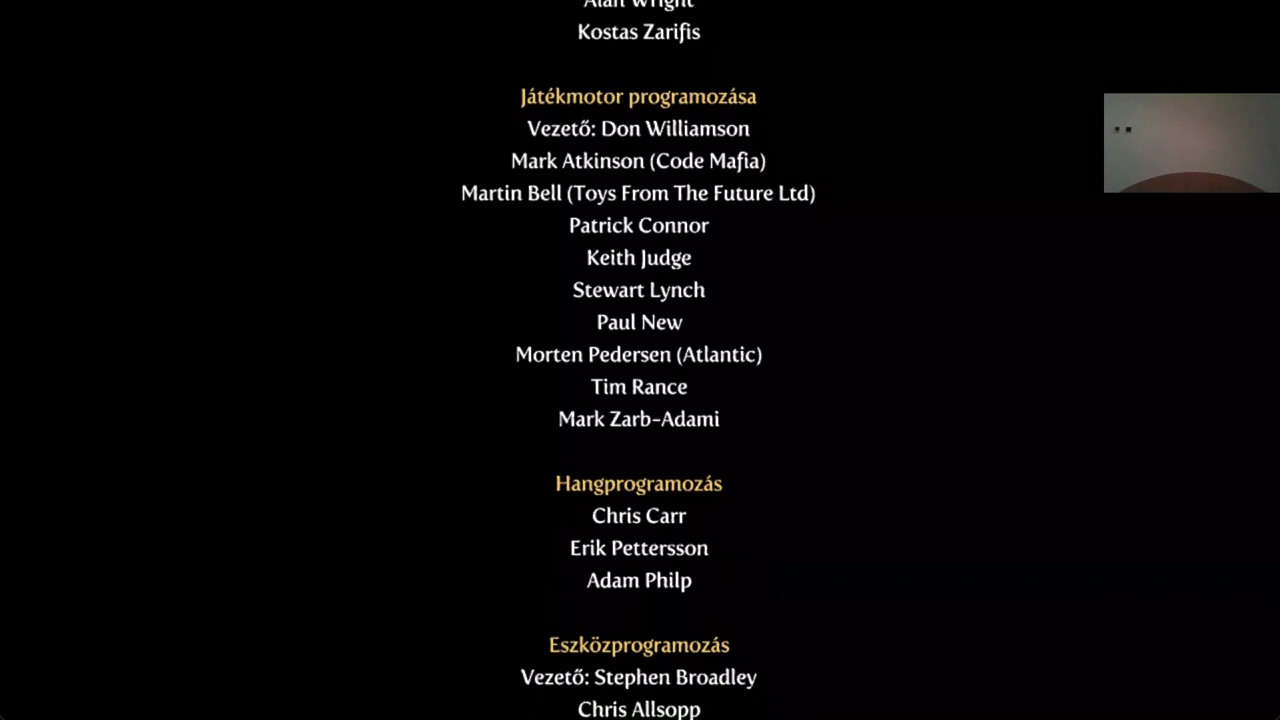 Alan Wright
Kostas Zarifis
Játékmotor programozása
Vezető: Don Williamson
Mark Atkinson (Code Mafia)
Martin Bell (Toys From The Future Ltd)
Patrick Connor
Keith Judge
Stewart Lynch
Paul New
Morten Pedersen (Atlantic)
Tim Rance
Mark Zarb-Adami
Hangprogramozás
Chris Carr
Erik Pettersson
Adam Philp
Eszközprogramozás
Vezető: Stephen Broadley
Chris Allsopp